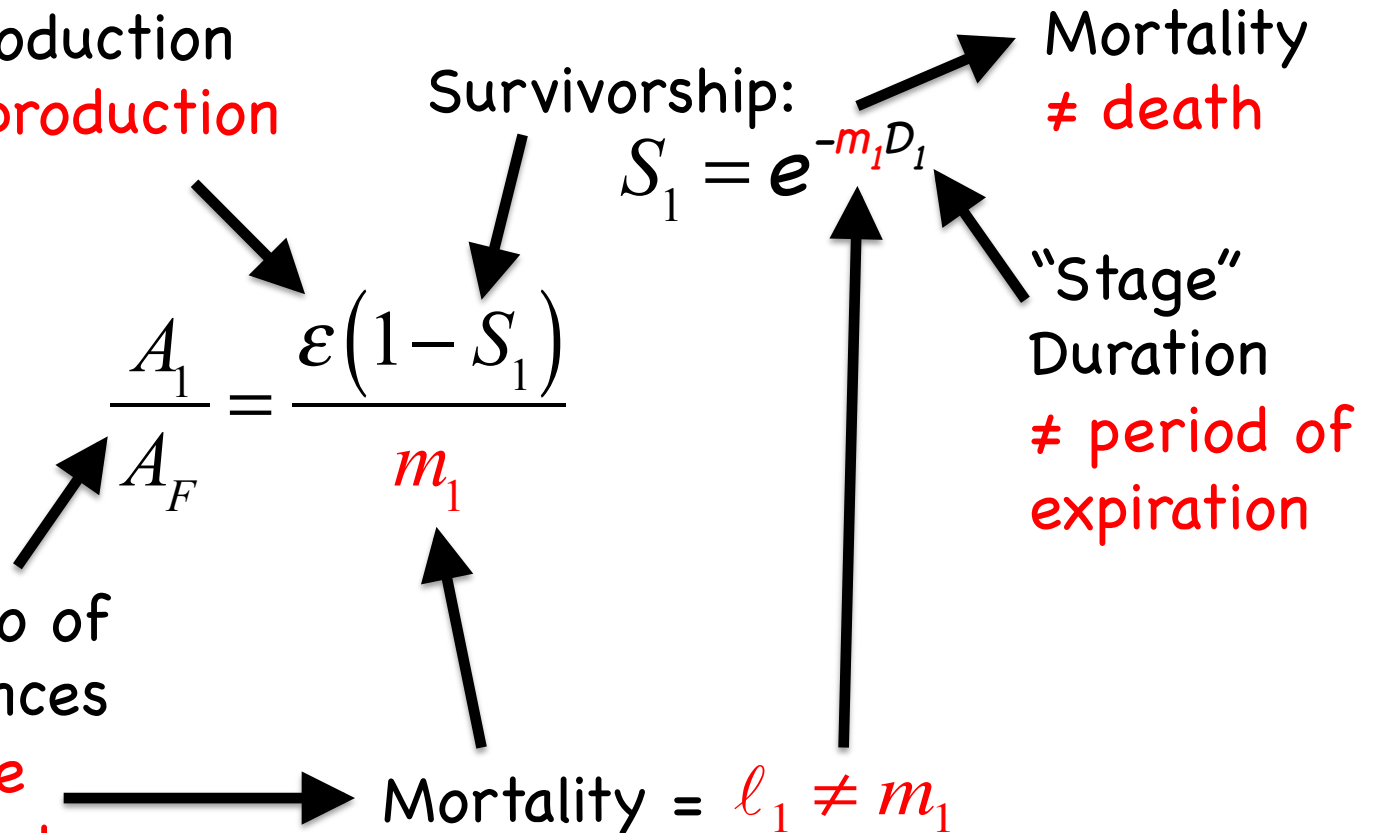 oduction
production
Survivorship:
S₁ = e^{-m₁D₁}
Mortality
≠ death
"Stage"
Duration
≠ period of
expiration
A₁/A_F = ε(1 − S₁)/m₁
o of
nces
e
Mortality = ℓ₁ ≠ m₁